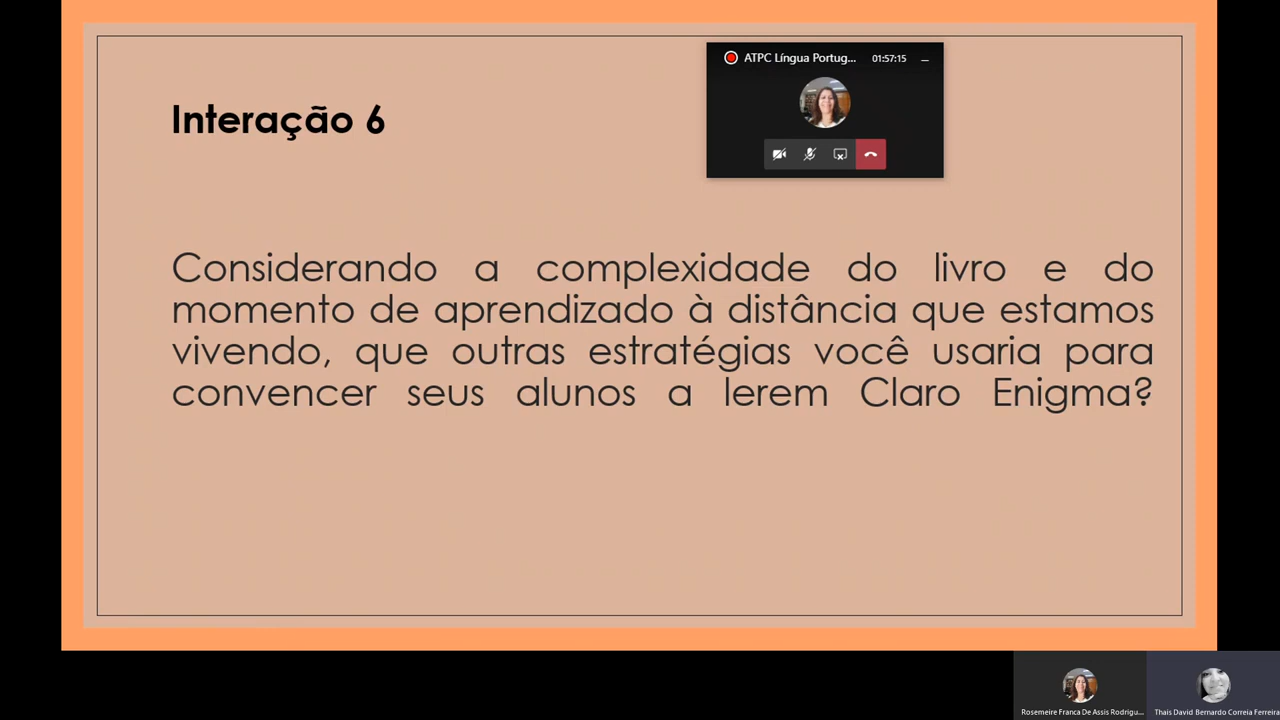 ATPC Língua Portug... 01:57:15
Interação 6
Considerando a complexidade do livro e do
momento de aprendizado à distância que estamos
vivendo, que outras estratégias você usaria para
convencer seus alunos a lerem Claro Enigma?
Rosemeire Franca De Assis Rodrigu...
Thais David Bernardo Correia Ferreira